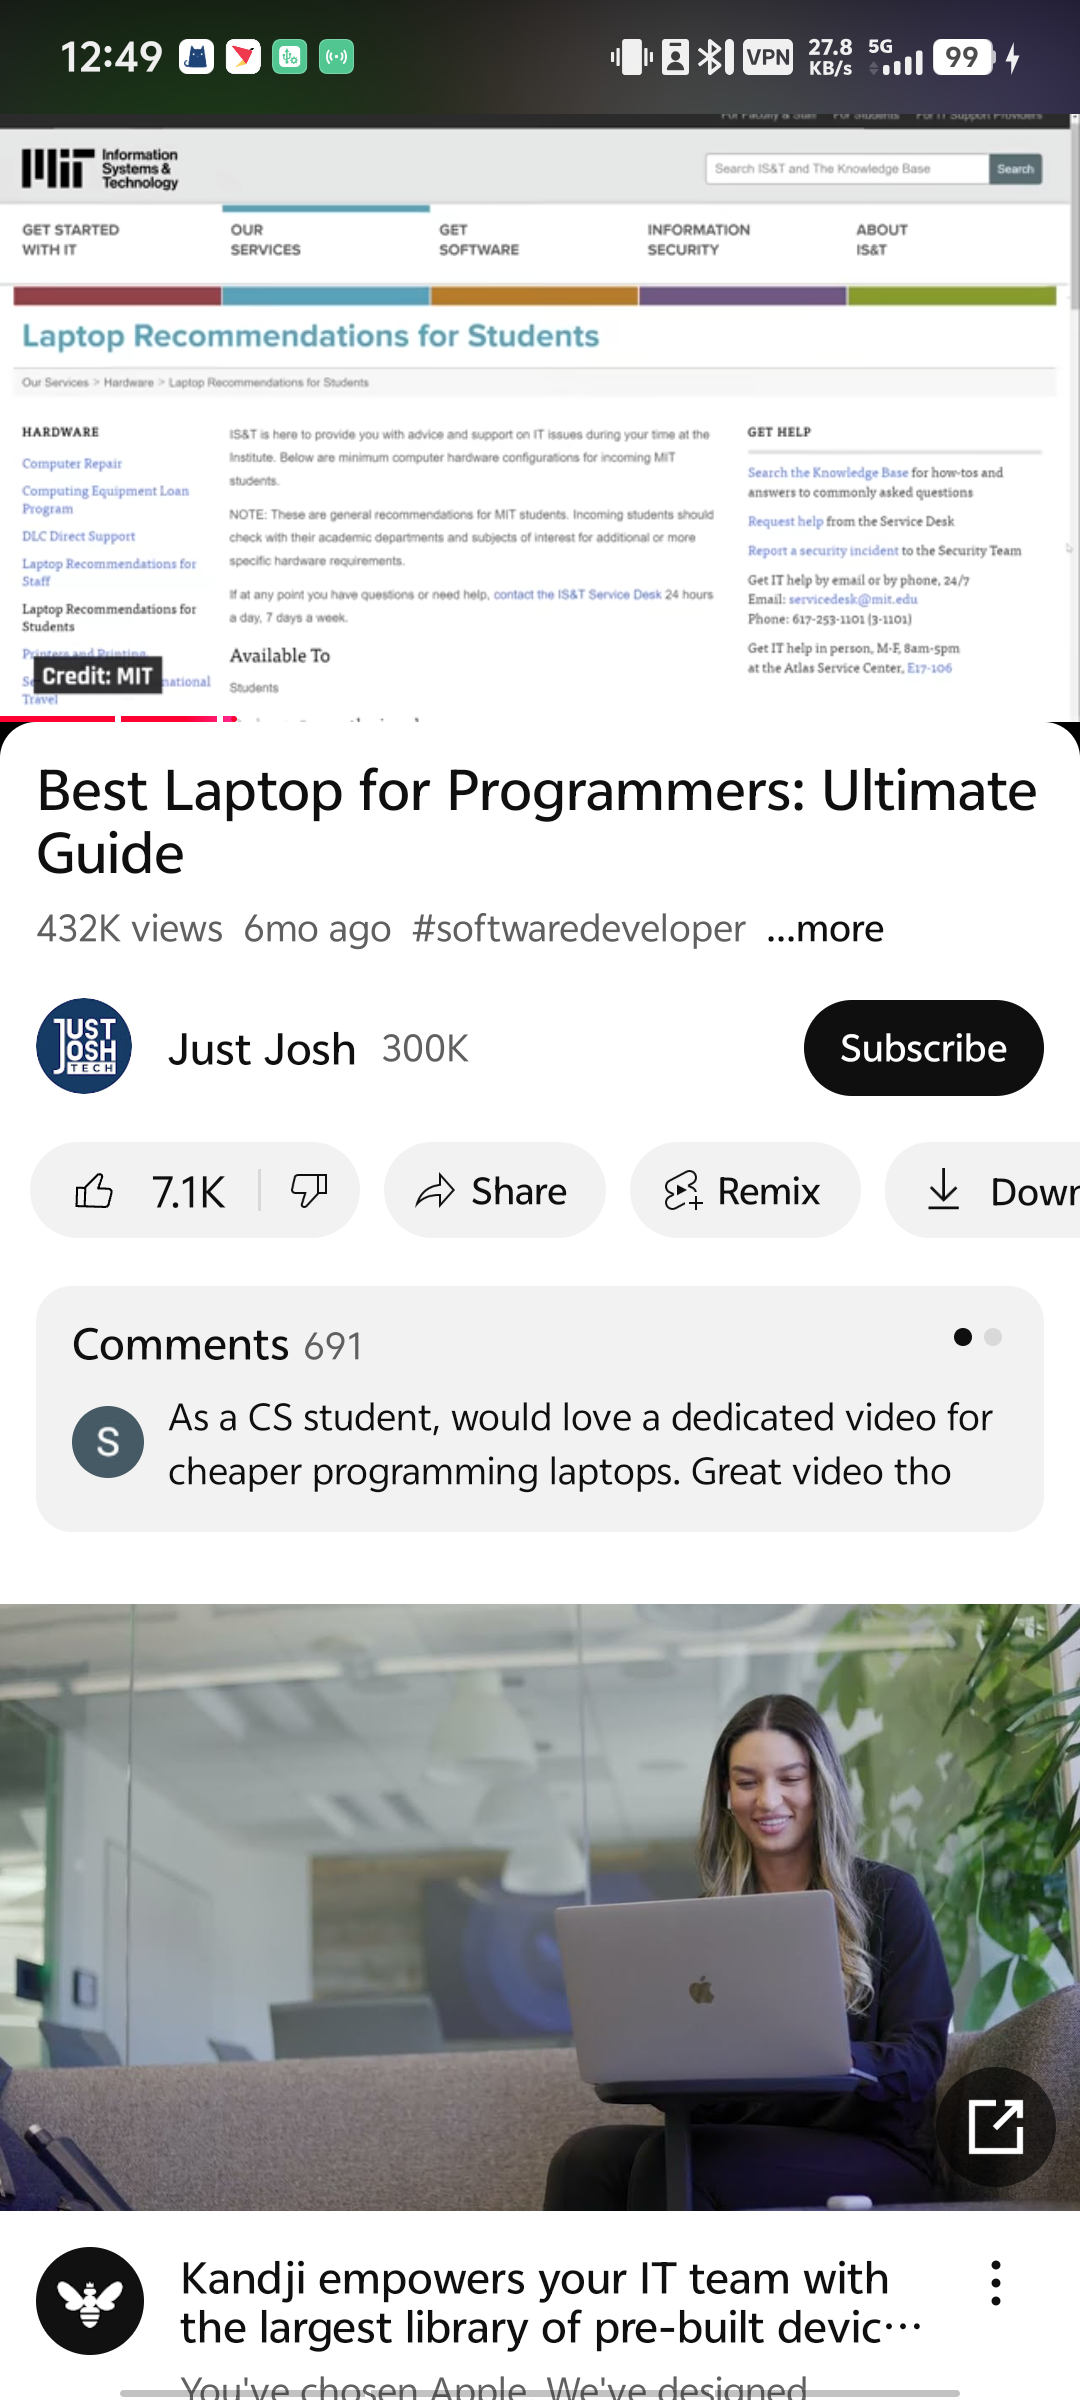 12:49
VPN
27.8
KB/s
5G
99
For Faculty & Staff For Students For IT Support Providers
MIT
Information
Systems &
Technology
Search IS&T and The Knowledge Base
Search
GET STARTED
WITH IT
OUR
SERVICES
GET
SOFTWARE
INFORMATION
SECURITY
ABOUT
IS&T
Laptop Recommendations for Students
Our Services > Hardware > Laptop Recommendations for Students
HARDWARE
Computer Repair
Computing Equipment Loan
Program
DLC Direct Support
Laptop Recommendations for
Staff
Laptop Recommendations for
Students
Printers and Printing
national
Travel
Credit: MIT
IS&T is here to provide you with advice and support on IT issues during your time at the
Institute. Below are minimum computer hardware configurations for incoming MIT
students.
NOTE: These are general recommendations for MIT students. Incoming students should
check with their academic departments and subjects of interest for additional or more
specific hardware requirements.
If at any point you have questions or need help, contact the IS&T Service Desk 24 hours
a day, 7 days a week.
Available To
Students
GET HELP
Search the Knowledge Base for how-tos and
answers to commonly asked questions
Request help from the Service Desk
Report a security incident to the Security Team
Get IT help by email or by phone, 24/7
Email: servicedesk@mit.edu
Phone: 617-253-1101 (3-1101)
Get IT help in person, M-F, 8am-5pm
at the Atlas Service Center, E17-106
Best Laptop for Programmers: Ultimate
Guide
432K views 6mo ago #softwaredeveloper ...more
JUST
JOSH
TECH
Just Josh 300K
Subscribe
7.1K
Share
Remix
Down
Comments 691
S
As a CS student, would love a dedicated video for
cheaper programming laptops. Great video tho
Kandji empowers your IT team with
the largest library of pre-built devic...
You've chosen Apple. We've designed